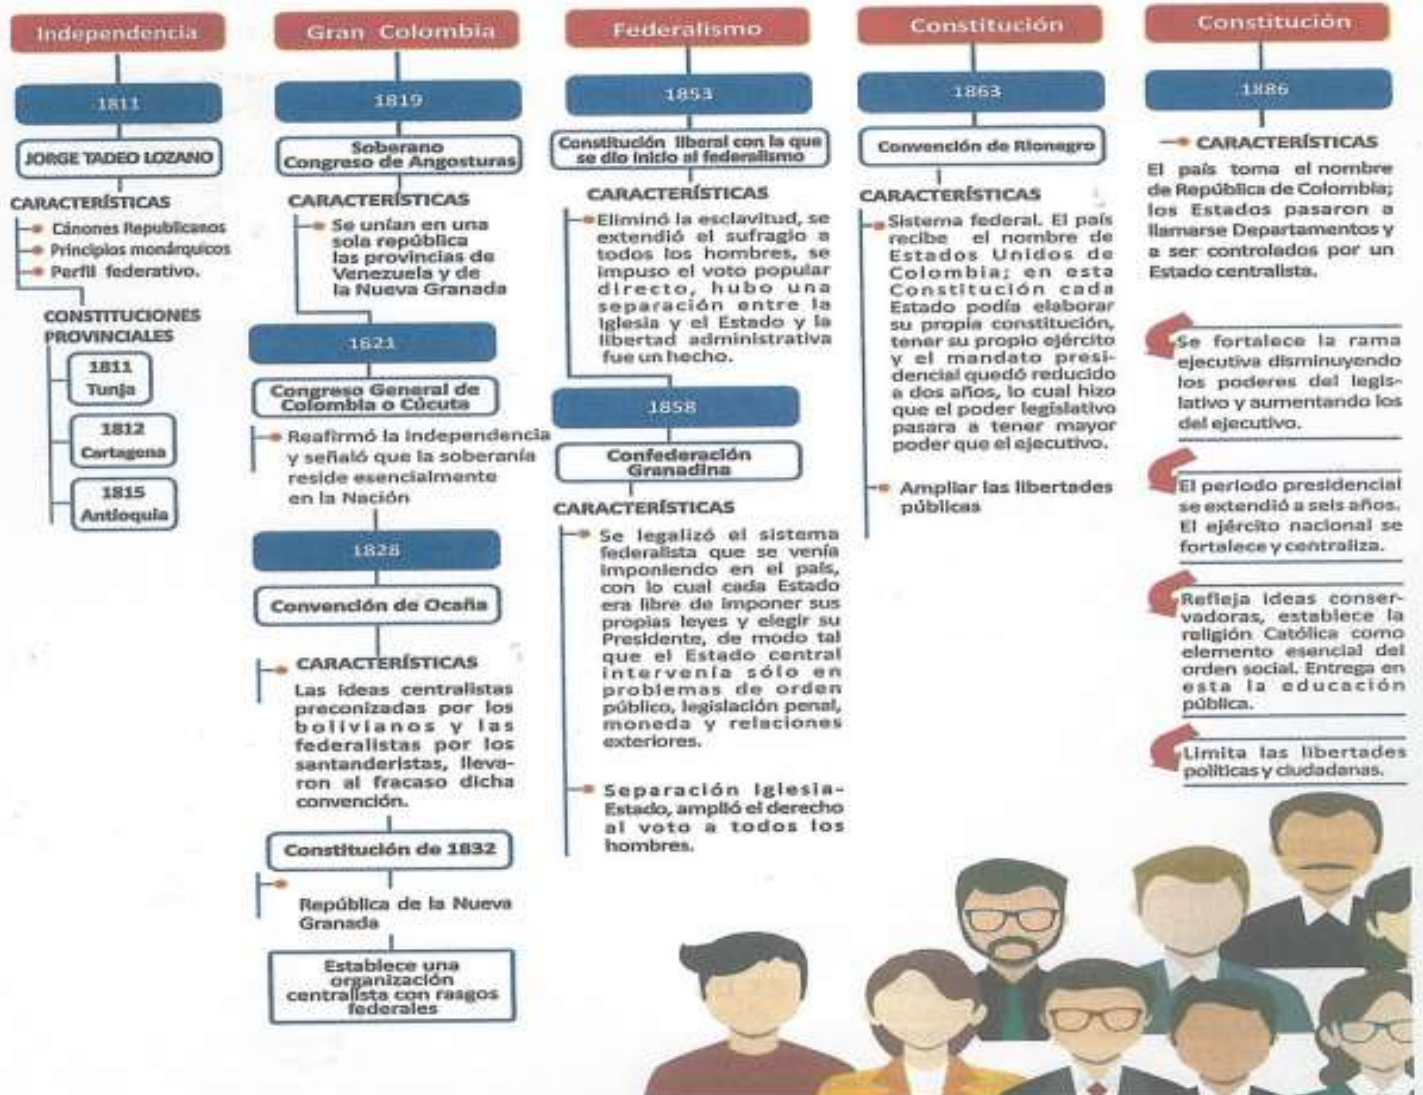 Independencia
1811
JORGE TADEO LOZANO
CARACTERÍSTICAS
Cánones Republicanos
Principios monárquicos
Perfil federativo.
CONSTITUCIONES
PROVINCIALES
1811
Tunja
1812
Cartagena
1815
Antioquia
Gran Colombia
1819
Soberano
Congreso de Angosturas
CARACTERÍSTICAS
Se unían en una
sola república
las provincias de
Venezuela y de
la Nueva Granada
1821
Congreso General de
Colombia o Cúcuta
Reafirmó la Independencia
y señaló que la soberanía
reside esencialmente
en la Nación
1828
Convención de Ocaña
CARACTERÍSTICAS
Las ideas centralistas
preconizadas por los
bolivianos y las
federalistas por los
santanderistas, lleva-
ron al fracaso dicha
convención.
Constitución de 1832
República de la Nueva
Granada
Establece una
organización
centralista con rasgos
federales
Federalismo
1853
Constitución liberal con la que
se dio inicio al federalismo
CARACTERÍSTICAS
Eliminó la esclavitud, se
extendió el sufragio a
todos los hombres, se
impuso el voto popular
directo, hubo una
separación entre la
Iglesia y el Estado y la
libertad administrativa
fue un hecho.
1858
Confederación
Granadina
CARACTERÍSTICAS
Se legalizó el sistema
federalista que se venía
imponiendo en el país,
con lo cual cada Estado
era libre de imponer sus
propias leyes y elegir su
Presidente, de modo tal
que el Estado central
intervenía sólo en
problemas de orden
público, legislación penal,
moneda y relaciones
exteriores.
Separación Iglesia-
Estado, amplió el derecho
al voto a todos los
hombres.
Constitución
1863
Convención de Rionegro
CARACTERÍSTICAS
Sistema federal. El país
recibe el nombre de
Estados Unidos de
Colombia; en esta
Constitución cada
Estado podía elaborar
su propia constitución,
tener su propio ejército
y el mandato presi-
dencial quedó reducido
a dos años, lo cual hizo
que el poder legislativo
pasara a tener mayor
poder que el ejecutivo.
Ampliar las libertades
públicas
Constitución
1886
CARACTERÍSTICAS
El país toma el nombre
de República de Colombia;
los Estados pasaron a
llamarse Departamentos y
a ser controlados por un
Estado centralista.
Se fortalece la rama
ejecutiva disminuyendo
los poderes del legis-
lativo y aumentando los
del ejecutivo.
El periodo presidencial
se extendió a seis años.
El ejército nacional se
fortalece y centraliza.
Refleja ideas conser-
vadoras, establece la
religión Católica como
elemento esencial del
orden social. Entrega en
esta la educación
pública.
Limita las libertades
políticas y ciudadanas.